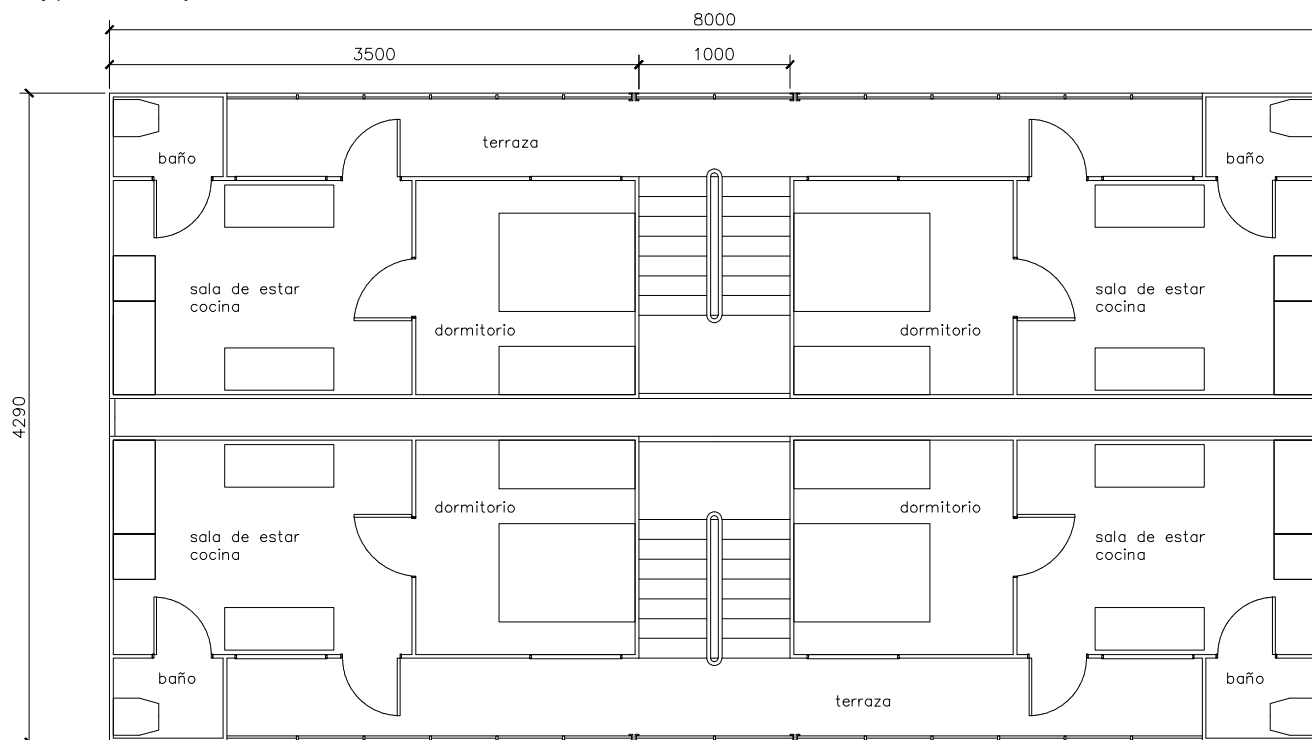 8000
3500
1000
terraza
baño
baño
sala de estar
cocina
sala de estar
cocina
dormitorio
dormitorio
4290
dormitorio
dormitorio
sala de estar
cocina
sala de estar
cocina
baño
baño
terraza